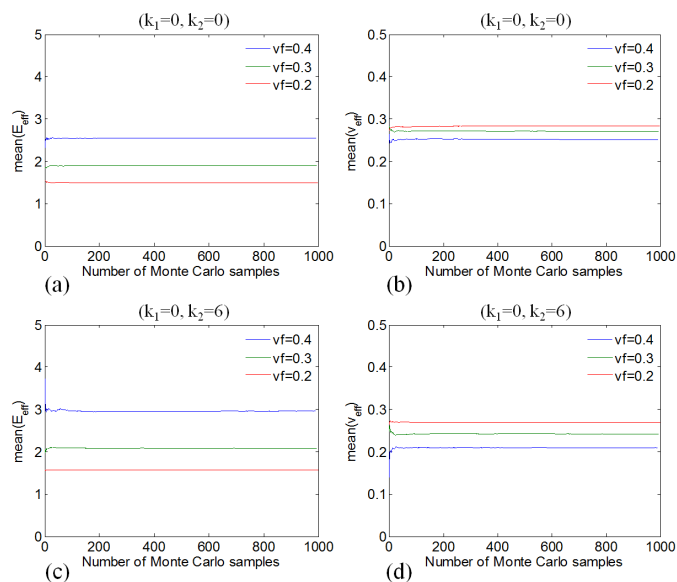 (k₁=0, k₂=0)
5
4
3
2
1
0
mean(E_eff)
vf=0.4
vf=0.3
vf=0.2
0 200 400 600 800 1000
Number of Monte Carlo samples
(a)
(k₁=0, k₂=0)
0.5
0.4
0.3
0.2
0.1
0
mean(v_eff)
vf=0.4
vf=0.3
vf=0.2
0 200 400 600 800 1000
Number of Monte Carlo samples
(b)
(k₁=0, k₂=6)
5
4
3
2
1
0
mean(E_eff)
vf=0.4
vf=0.3
vf=0.2
0 200 400 600 800 1000
Number of Monte Carlo samples
(c)
(k₁=0, k₂=6)
0.5
0.4
0.3
0.2
0.1
0
mean(v_eff)
vf=0.4
vf=0.3
vf=0.2
0 200 400 600 800 1000
Number of Monte Carlo samples
(d)